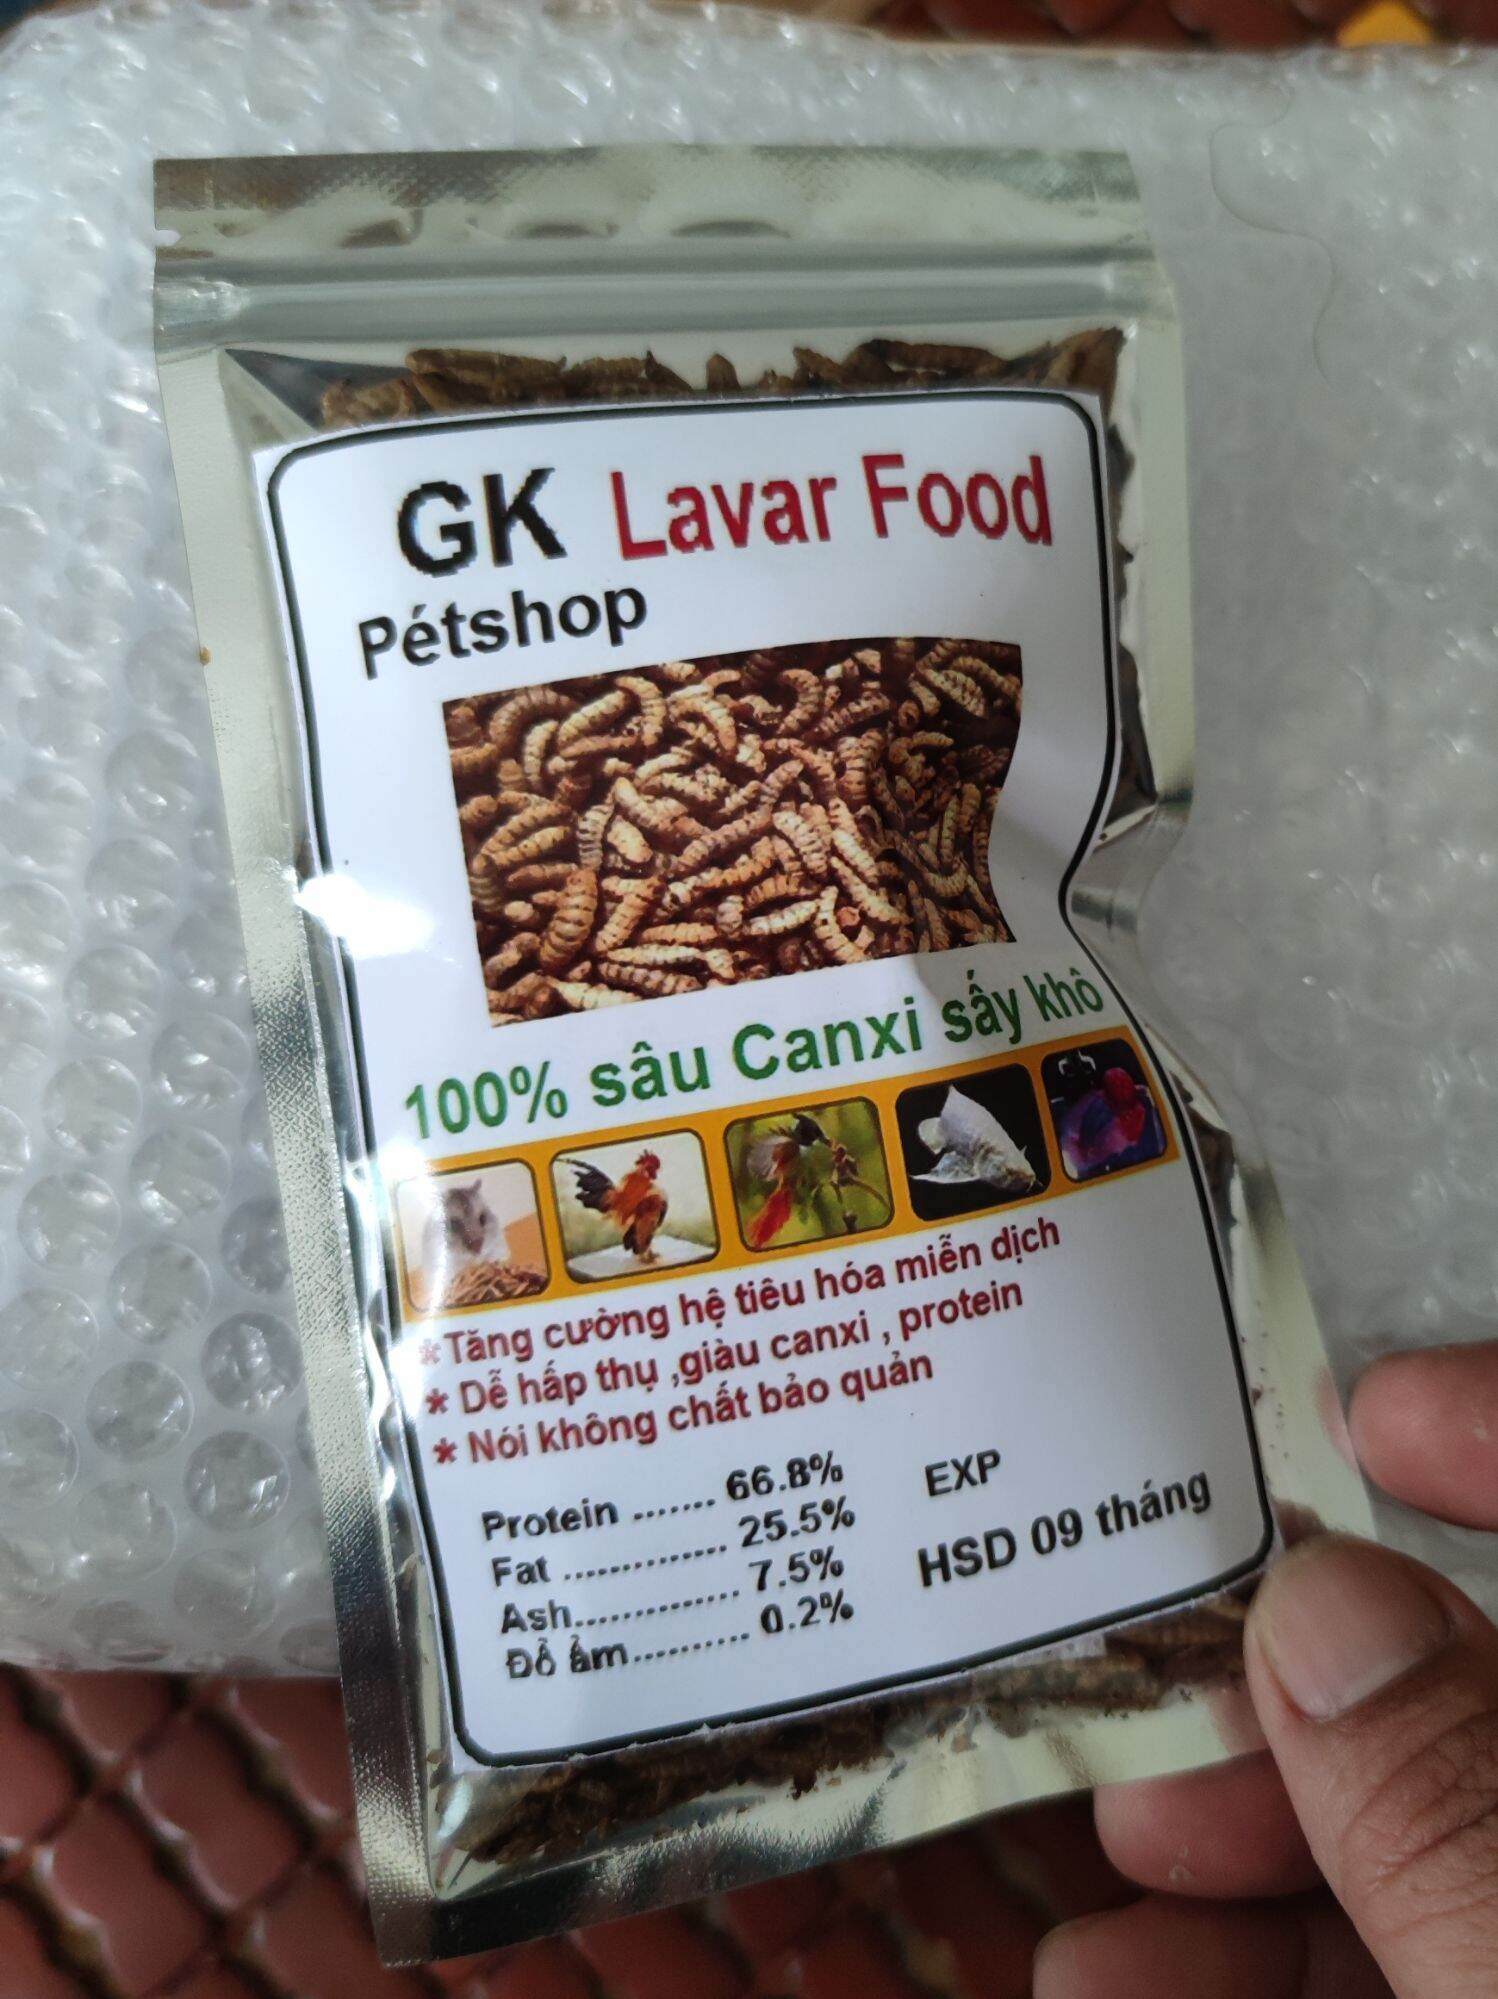 GK Lavar Food
Pétshop
100% sâu Canxi sấy khô
*Tăng cường hệ tiêu hóa miễn dịch
* Dễ hấp thụ ,giàu canxi , protein
* Nói không chất bảo quản
Protein ....... 66.8%
Fat ............. 25.5%
Ash.............. 7.5%
Đồ ẩm.......... 0.2%
EXP
HSD 09 tháng